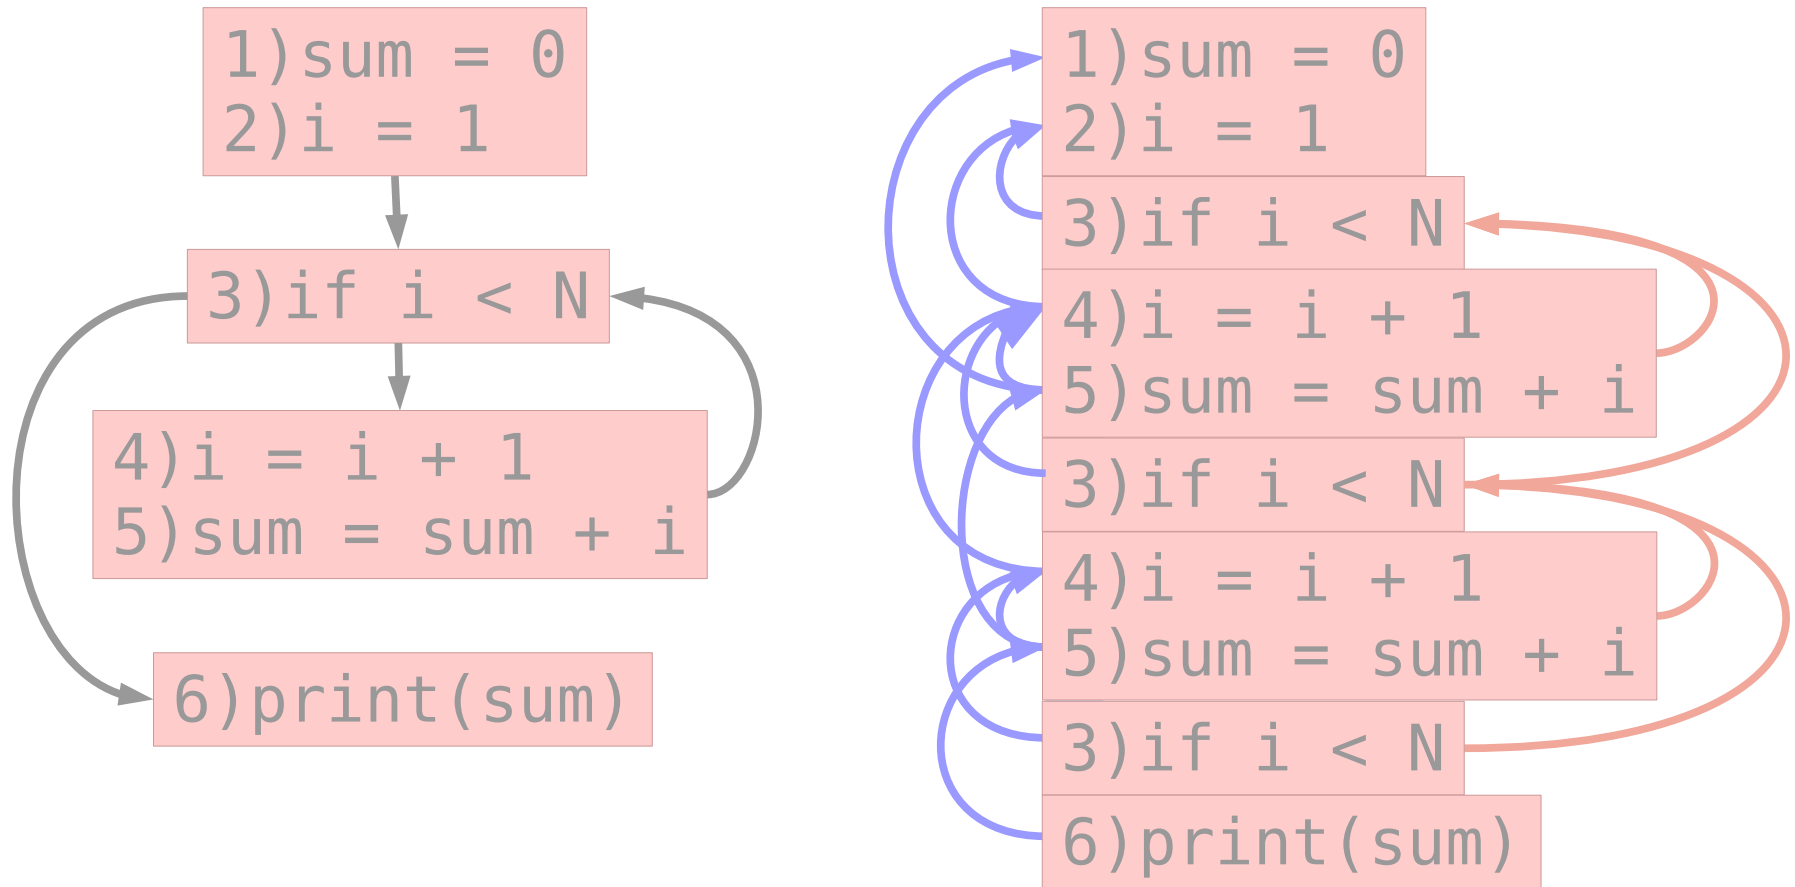 1)sum = 0
2)i = 1
3)if i < N
4)i = i + 1
5)sum = sum + i
6)print(sum)
1)sum = 0
2)i = 1
3)if i < N
4)i = i + 1
5)sum = sum + i
3)if i < N
4)i = i + 1
5)sum = sum + i
3)if i < N
6)print(sum)